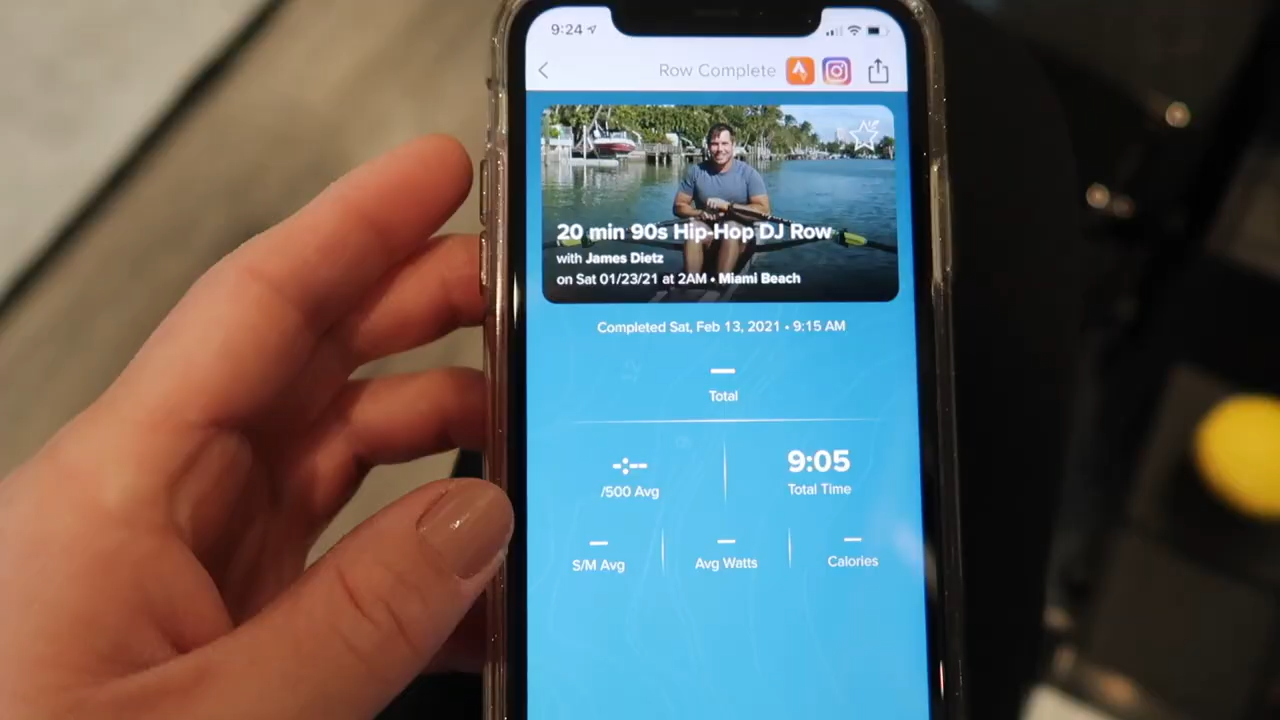 9:24
Row Complete
20 min 90s Hip-Hop DJ Row
with James Dietz
on Sat 01/23/21 at 2AM • Miami Beach
Completed Sat, Feb 13, 2021 • 9:15 AM
—
Total
-:-- 9:05
/500 Avg Total Time
— — —
S/M Avg Avg Watts Calories